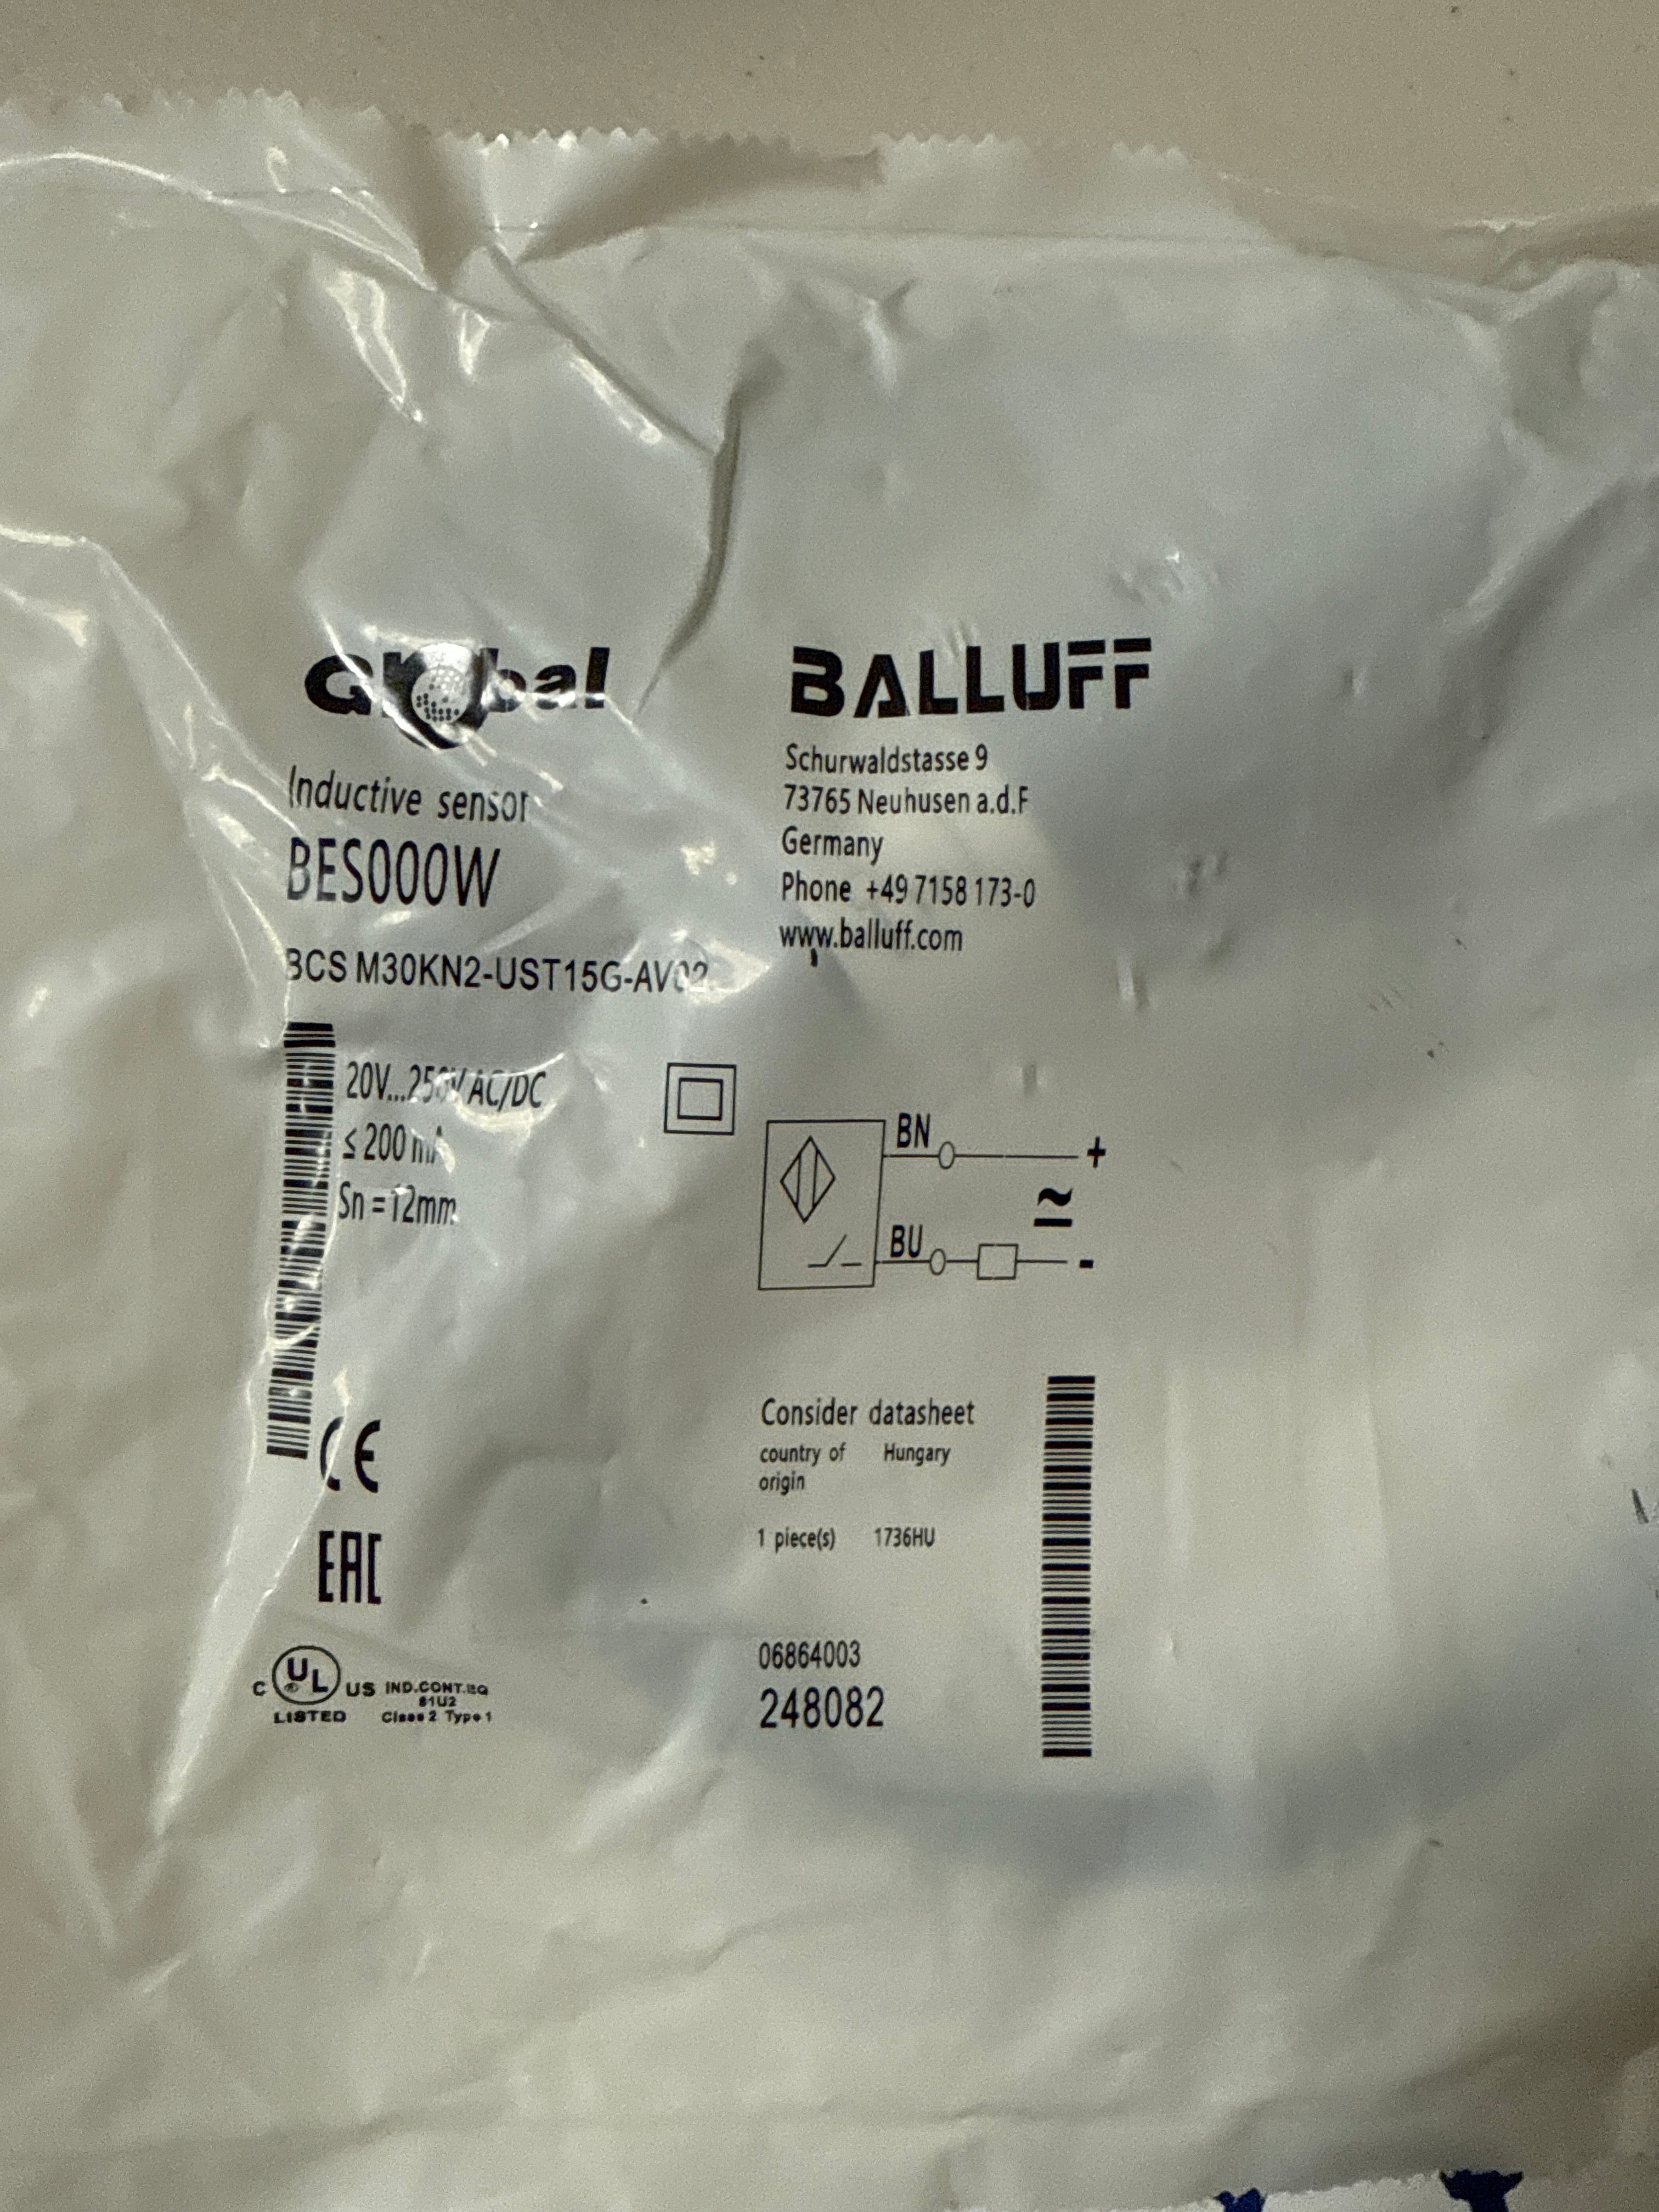 Global
Inductive sensor
BES000W
BCS M30KN2-UST15G-AV02
20V...250V AC/DC
≤ 200 mA
Sn = 12mm
CE
EAC
C UL US IND.CONT.EQ
81U2
LISTED Class 2 Type 1
BALLUFF
Schurwaldstasse 9
73765 Neuhusen a.d.F
Germany
Phone +49 7158 173-0
www.balluff.com
BN +
≃
BU -
Consider datasheet
country of Hungary
origin
1 piece(s) 1736HU
06864003
248082